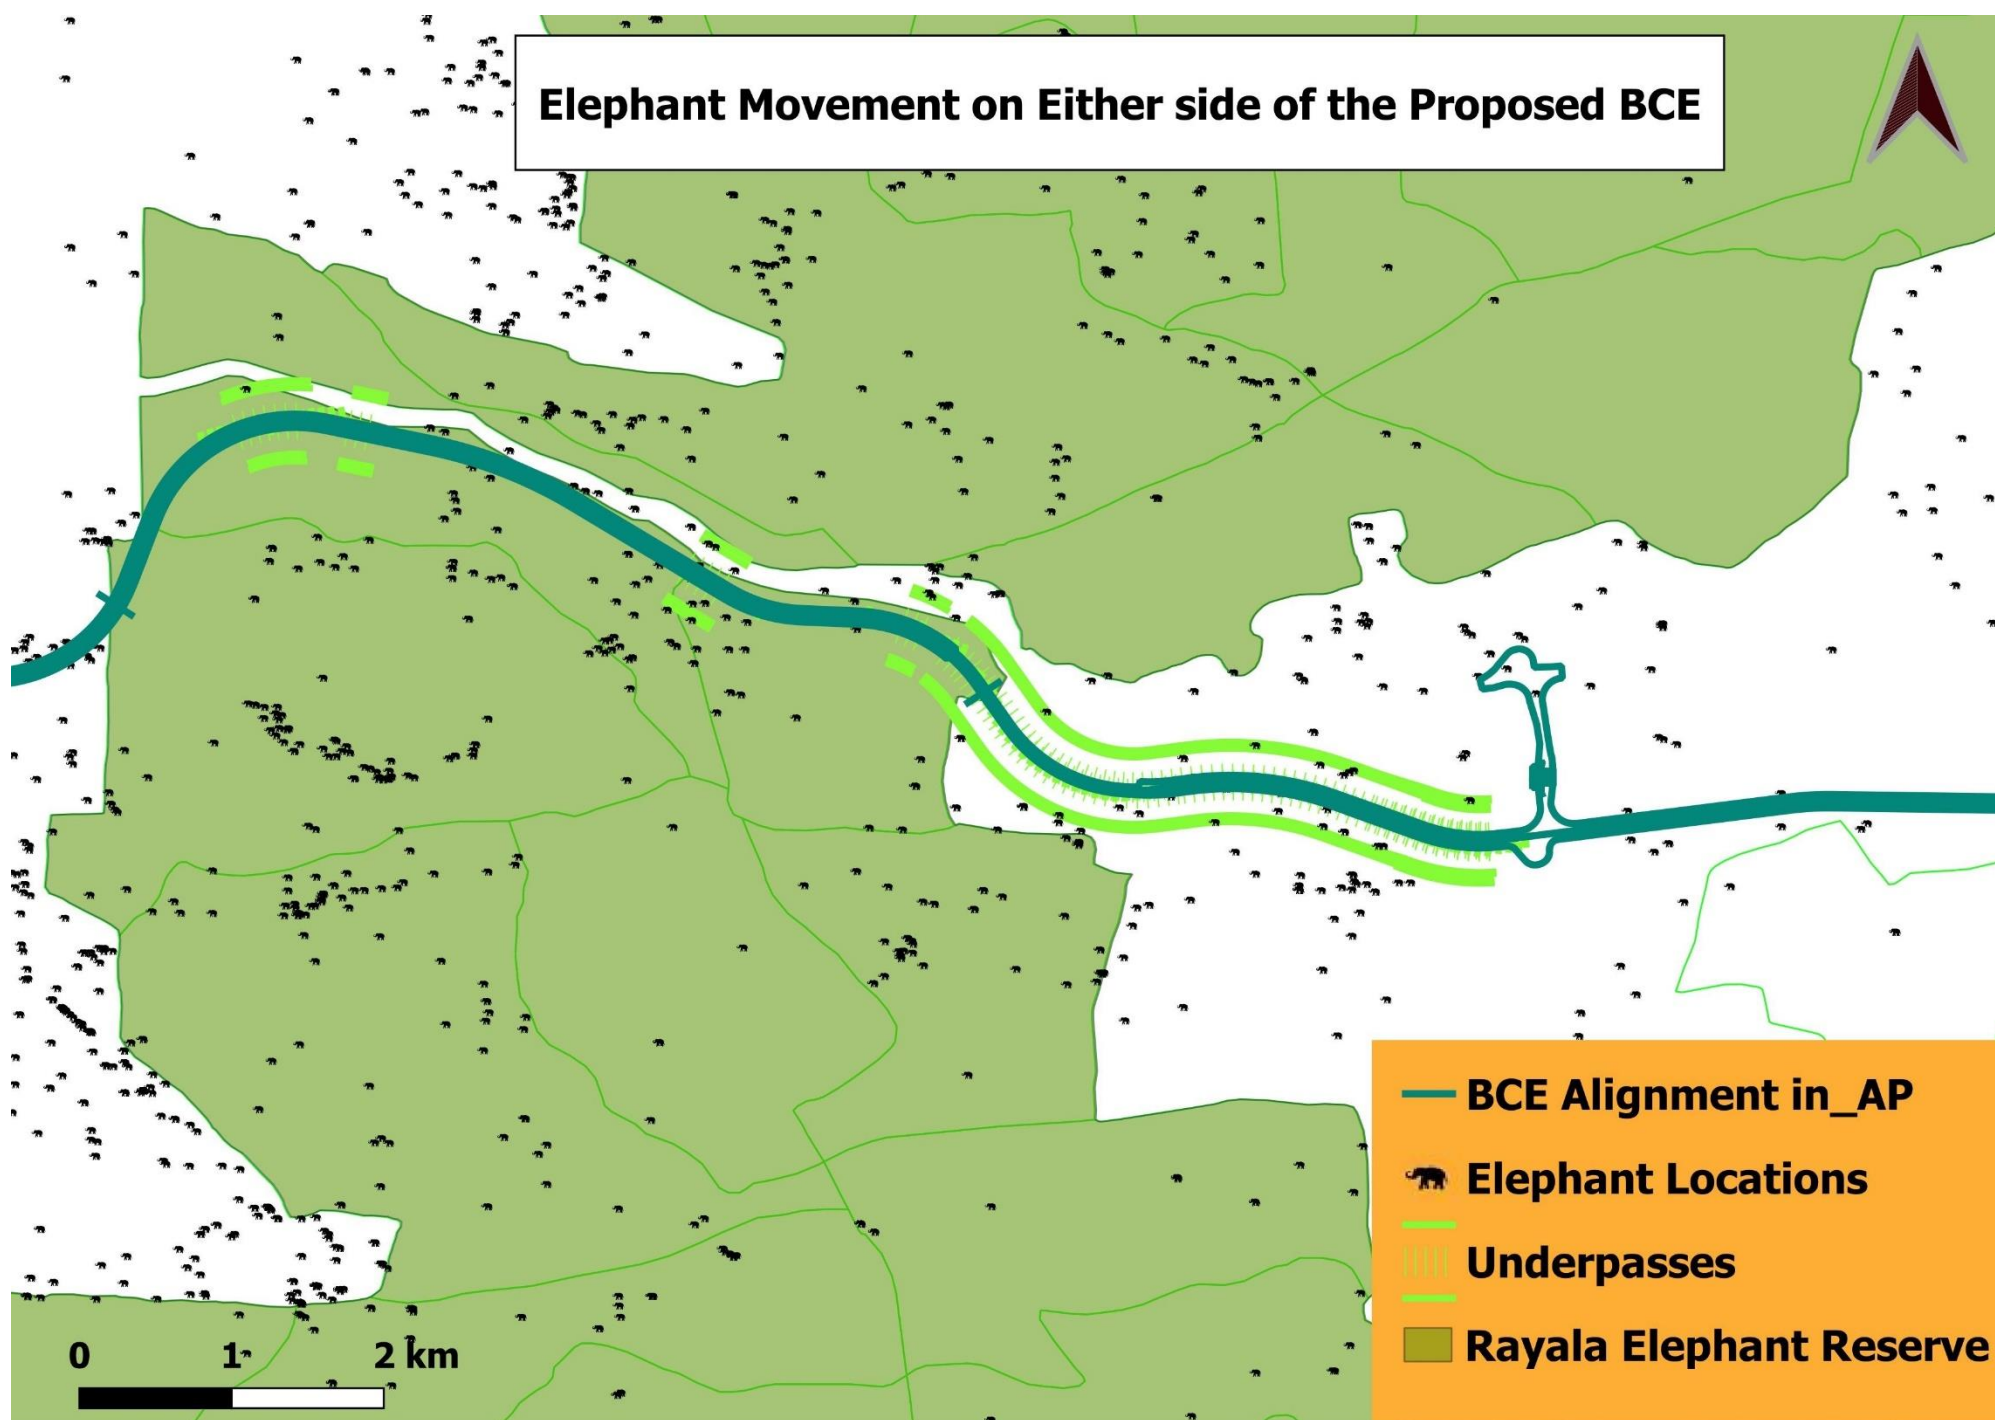 Elephant Movement on Either side of the Proposed BCE
BCE Alignment in_AP
Elephant Locations
Underpasses
Rayala Elephant Reserve
0 1 2 km